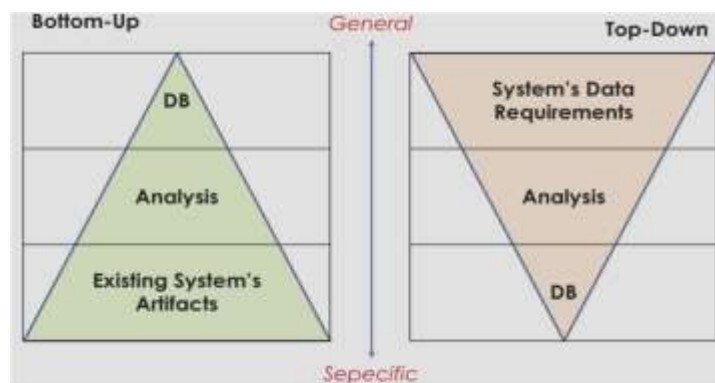 Bottom-Up
General
Top-Down
DB
Analysis
Existing System's
Artifacts
System's Data
Requirements
Analysis
DB
Sepecific